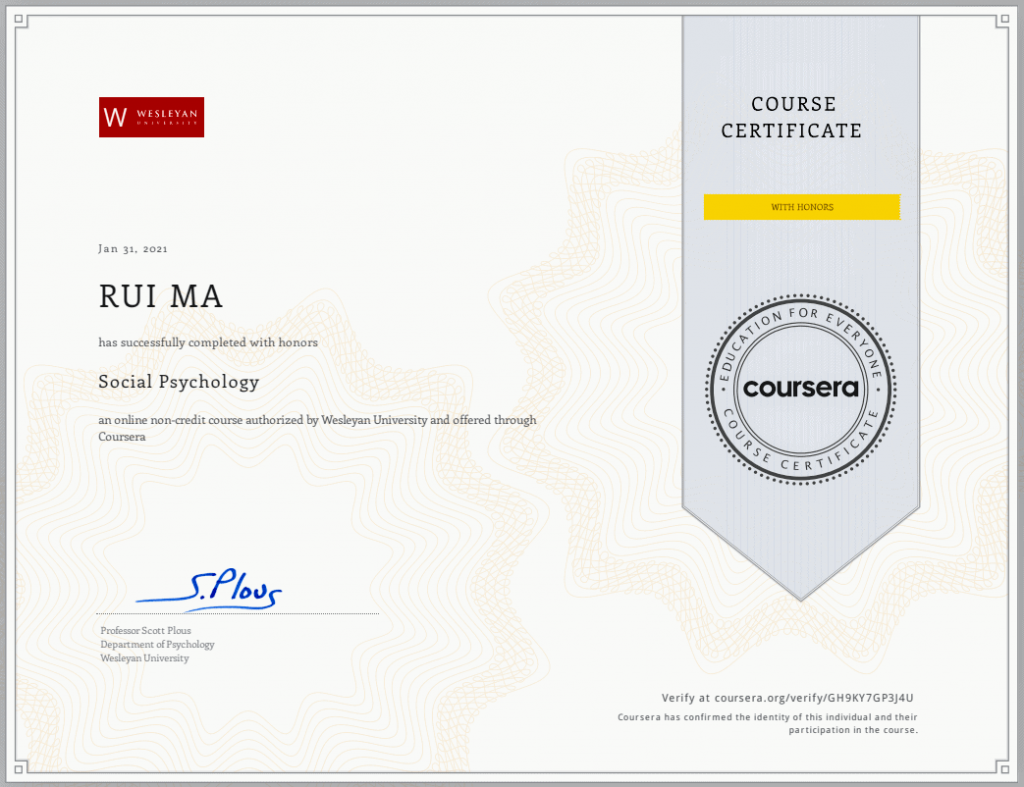 WESLEYAN
UNIVERSITY
COURSE
CERTIFICATE
WITH HONORS
Jan 31, 2021
RUI MA
has successfully completed with honors
Social Psychology
an online non-credit course authorized by Wesleyan University and offered through
Coursera
EDUCATION FOR EVERYONE
coursera
COURSE CERTIFICATE
S. Plous
Professor Scott Plous
Department of Psychology
Wesleyan University
Verify at coursera.org/verify/GH9KY7GP3J4U
Coursera has confirmed the identity of this individual and their
participation in the course.